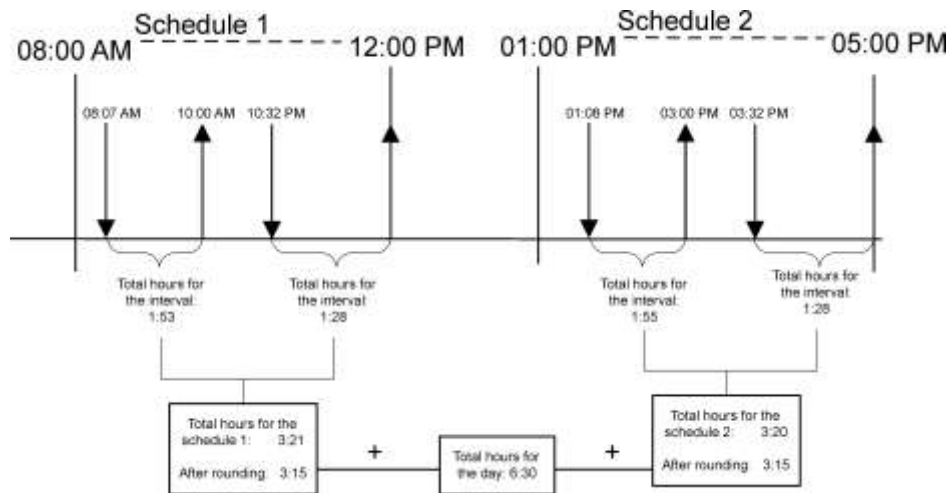 Schedule 1
Schedule 2
08:00 AM
12:00 PM
01:00 PM
05:00 PM
08:07 AM
10:00 AM
10:32 PM
01:08 PM
03:00 PM
03:32 PM
Total hours for
the interval:
1:53
Total hours for
the interval:
1:28
Total hours for
the interval:
1:55
Total hours for
the interval:
1:28
Total hours for the
schedule 1: 3:21
After rounding: 3:15
+
Total hours for
the day: 6:30
+
Total hours for the
schedule 2: 3:20
After rounding: 3:15